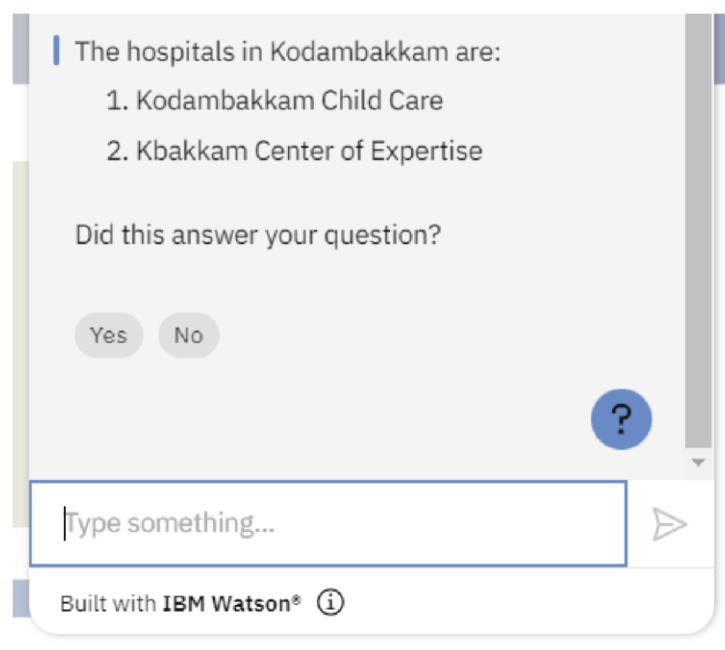 The hospitals in Kodambakkam are:
1. Kodambakkam Child Care
2. Kbakkam Center of Expertise
Did this answer your question?
Yes No
?
Type something...
Built with IBM Watson® i